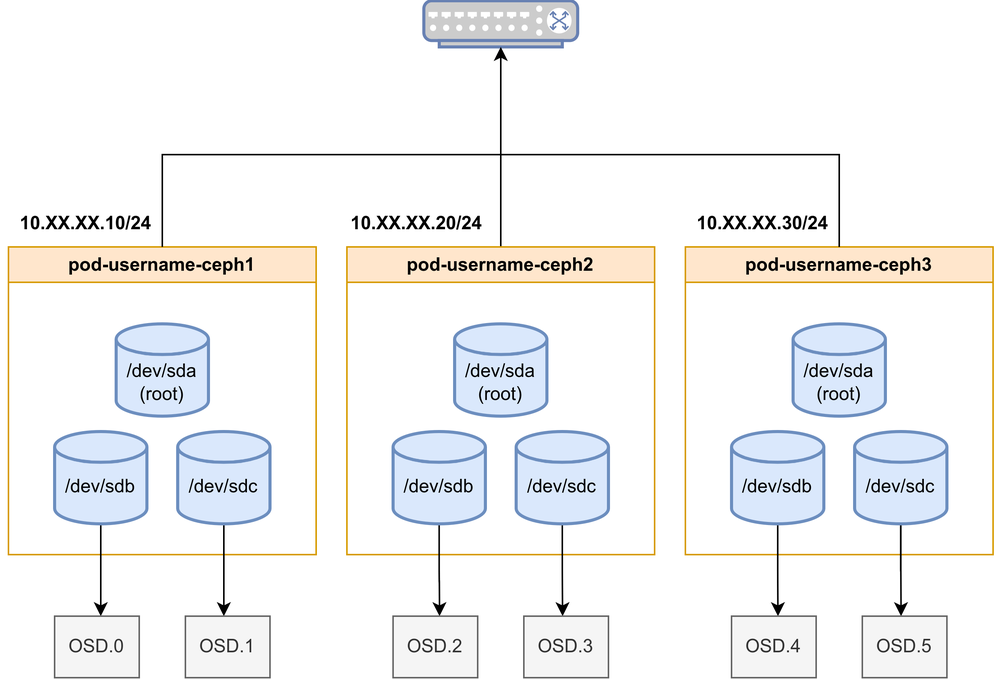 10.XX.XX.10/24
10.XX.XX.20/24
10.XX.XX.30/24
pod-username-ceph1
pod-username-ceph2
pod-username-ceph3
/dev/sda
(root)
/dev/sda
(root)
/dev/sda
(root)
/dev/sdb
/dev/sdc
/dev/sdb
/dev/sdc
/dev/sdb
/dev/sdc
OSD.0
OSD.1
OSD.2
OSD.3
OSD.4
OSD.5